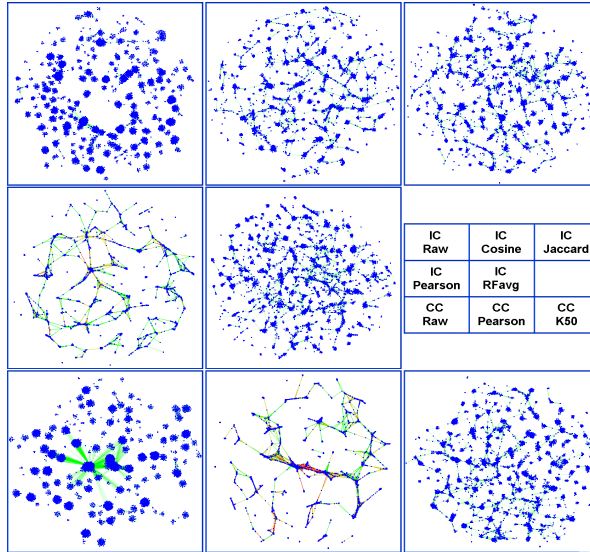 IC IC IC
Raw Cosine Jaccard
IC IC
Pearson RFavg
CC CC CC
Raw Pearson K50